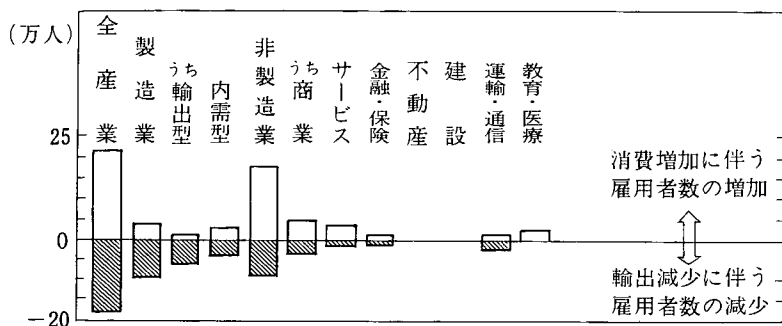 (万人)
全産業
製造業
うち輸出型
内需型
非製造業
うち商業
サービス
金融・保険
不動産
建設
運輸・通信
教育・医療
25
0
-20
消費増加に伴う
雇用者数の増加
輸出減少に伴う
雇用者数の減少